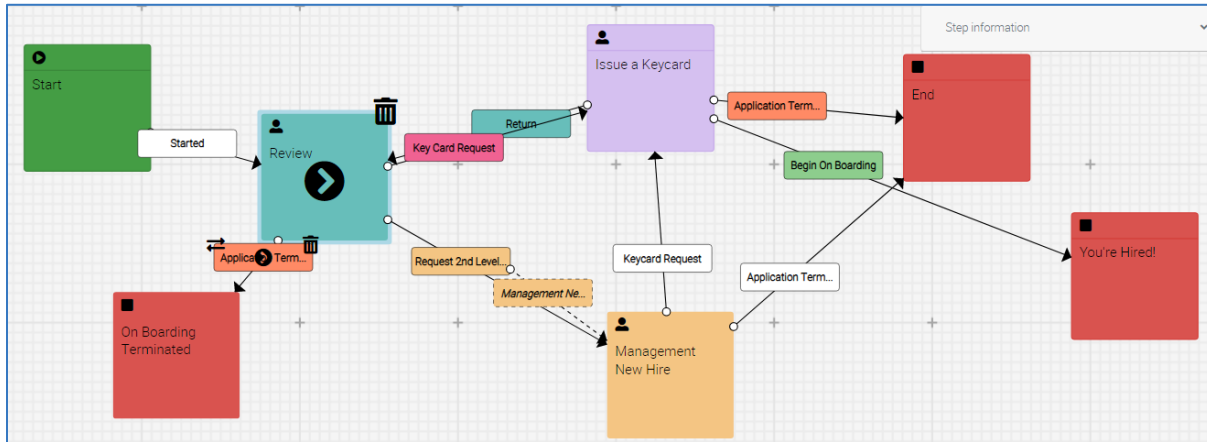 Step information
Start
Started
Review
Return
Key Card Request
Issue a Keycard
Application Term...
Begin On Boarding
End
You're Hired!
Request 2nd Level...
Management Ne...
Keycard Request
Application Term...
Management
New Hire
On Boarding
Terminated